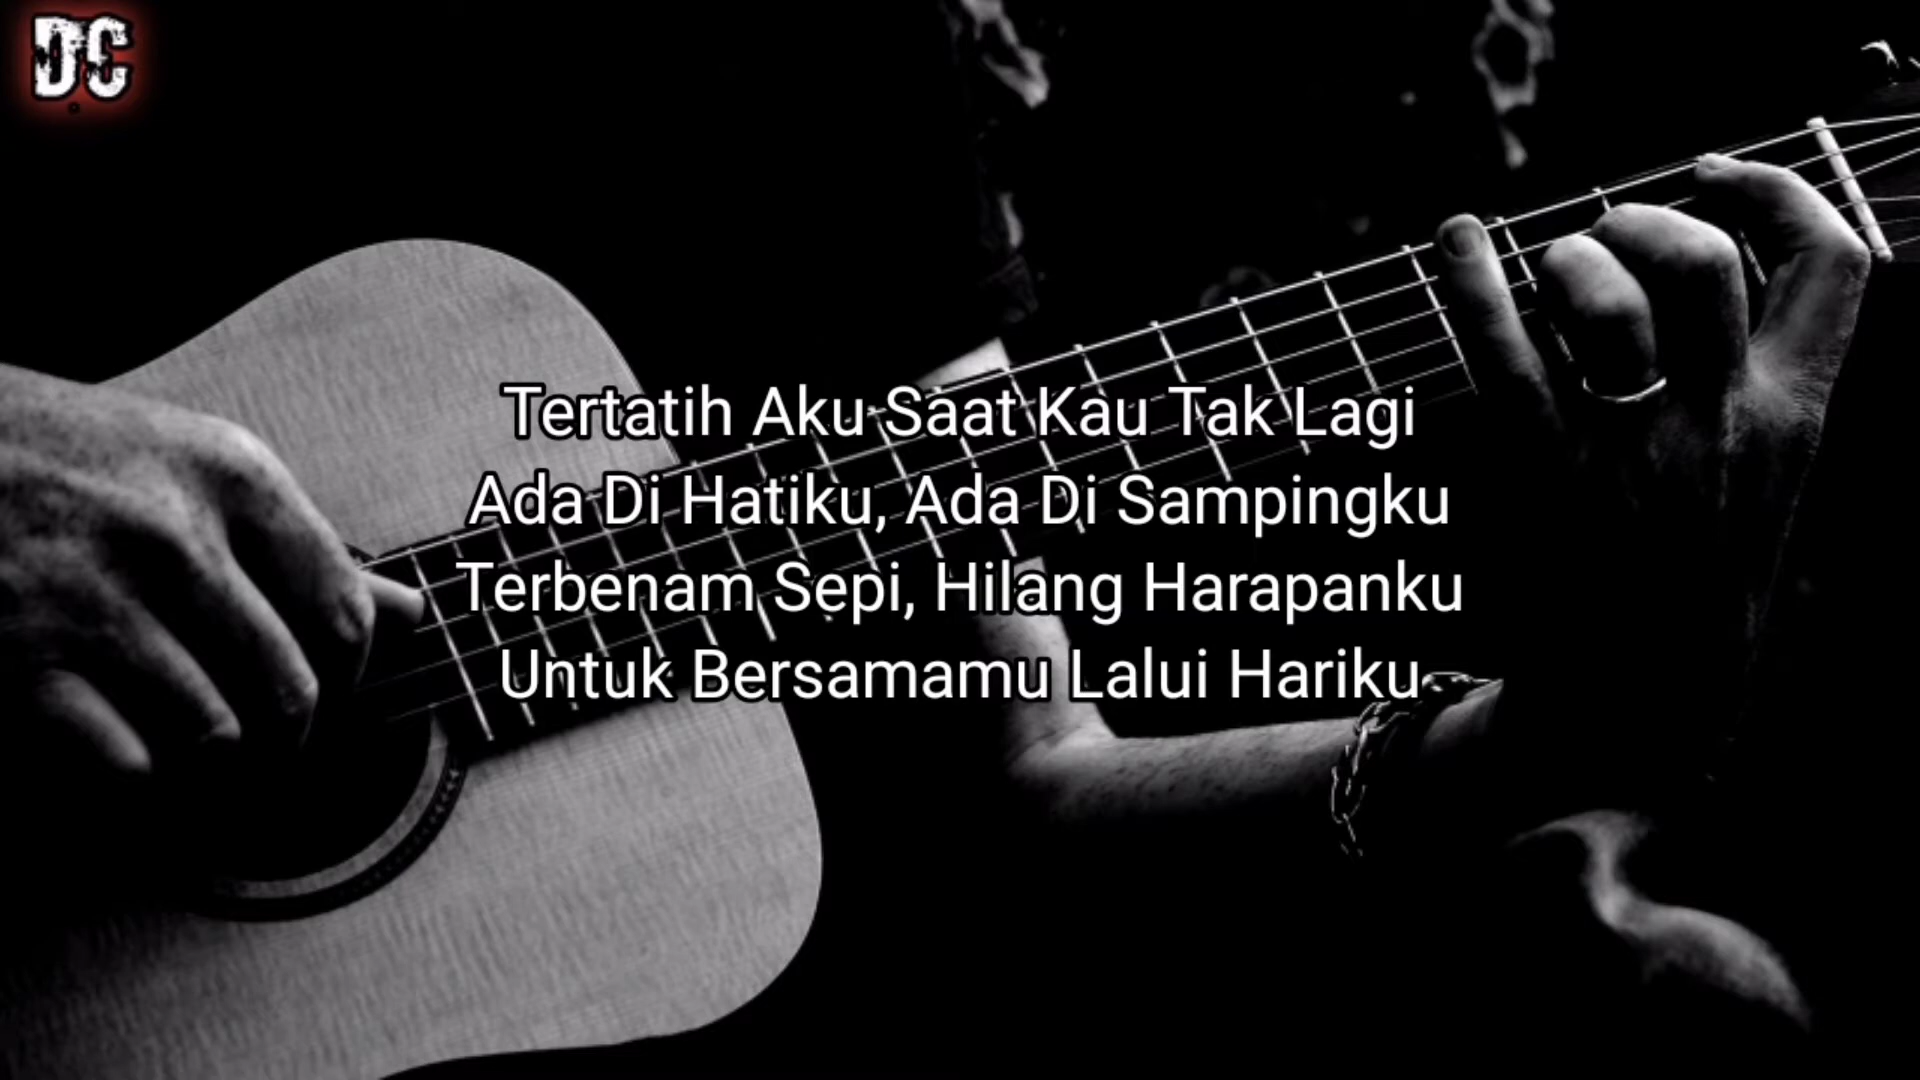 DC
Tertatih Aku Saat Kau Tak Lagi
Ada Di Hatiku, Ada Di Sampingku
Terbenam Sepi, Hilang Harapanku
Untuk Bersamamu Lalui Hariku